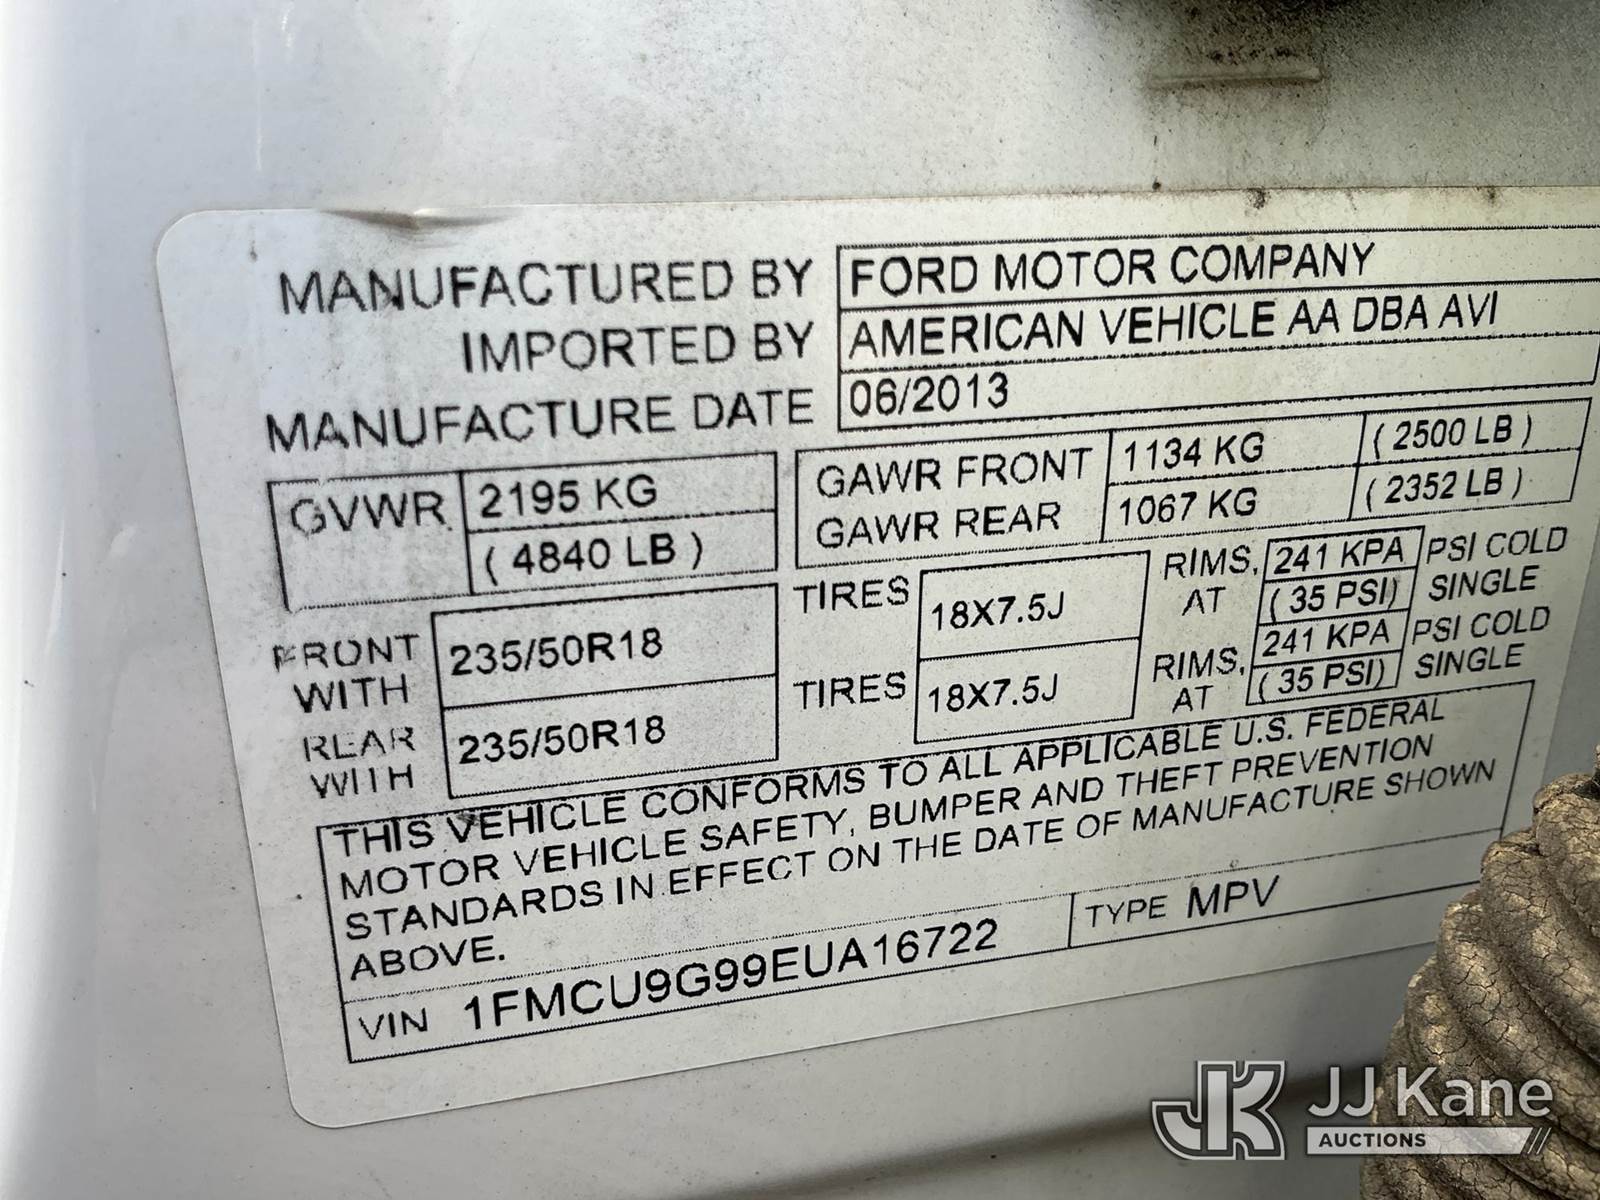 MANUFACTURED BY FORD MOTOR COMPANY
IMPORTED BY AMERICAN VEHICLE AA DBA AVI
MANUFACTURE DATE 06/2013
GVWR 2195 KG
( 4840 LB )
GAWR FRONT 1134 KG ( 2500 LB )
GAWR REAR 1067 KG ( 2352 LB )
FRONT WITH 235/50R18 TIRES 18X7.5J RIMS, AT 241 KPA (35 PSI) PSI COLD SINGLE
REAR WITH 235/50R18 TIRES 18X7.5J RIMS, AT 241 KPA (35 PSI) PSI COLD SINGLE
THIS VEHICLE CONFORMS TO ALL APPLICABLE U.S. FEDERAL
MOTOR VEHICLE SAFETY, BUMPER AND THEFT PREVENTION
STANDARDS IN EFFECT ON THE DATE OF MANUFACTURE SHOWN
ABOVE.
VIN 1FMCU9G99EUA16722 TYPE MPV
JK JJ Kane
AUCTIONS